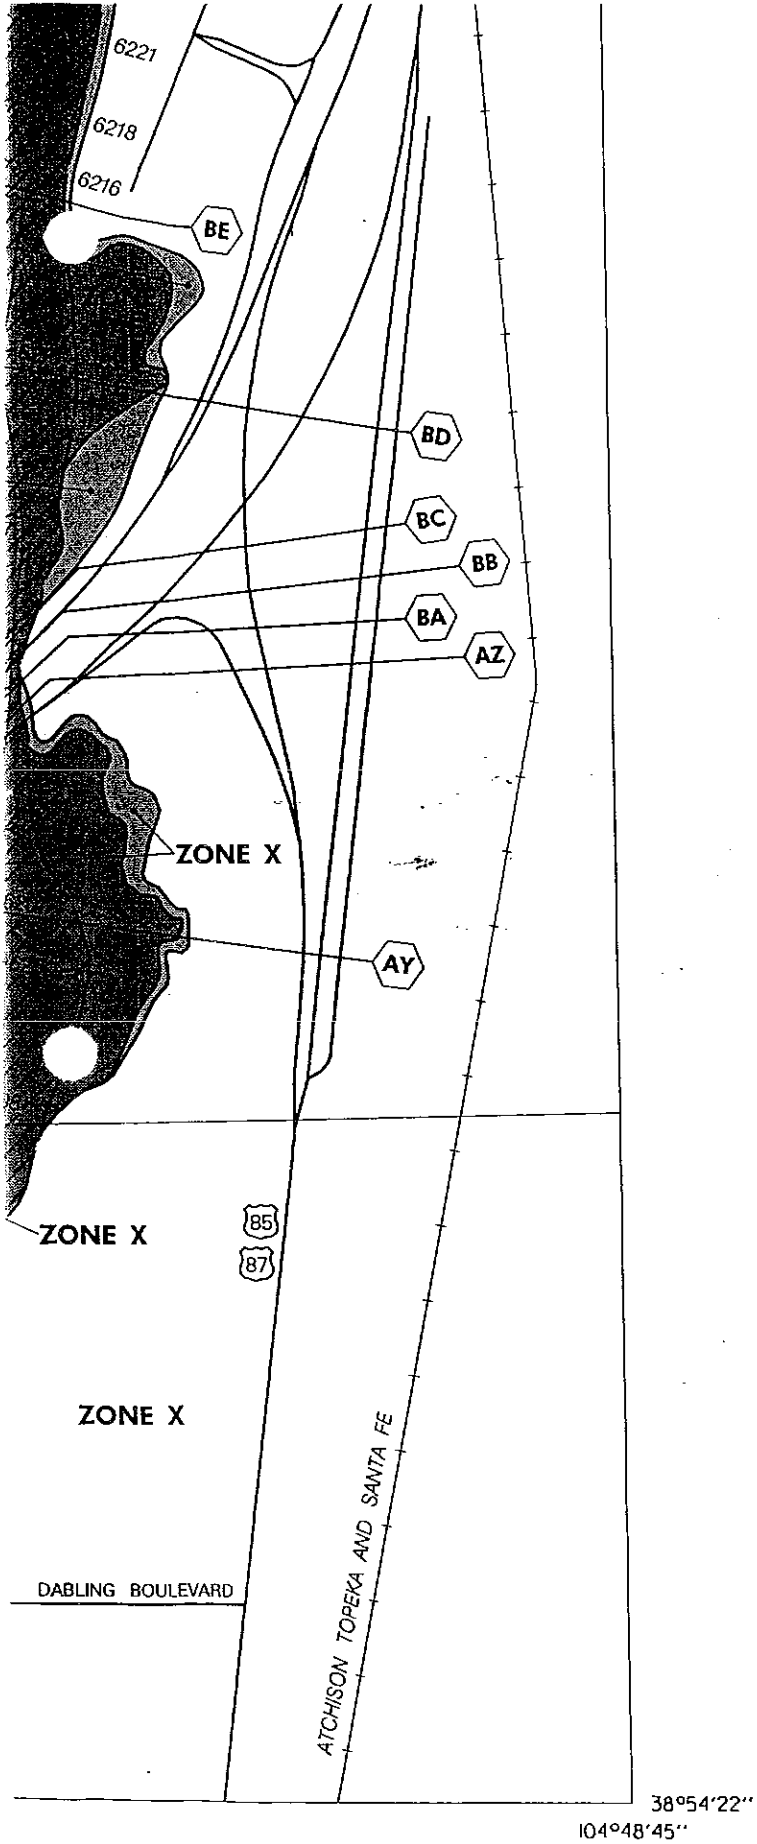 6221
6218
6216
BE
BD
BC
BB
BA
AZ
ZONE X
AY
85
ZONE X
87
ZONE X
ATCHISON TOPEKA AND SANTA FE
DABLING BOULEVARD
38°54'22"
104°48'45"